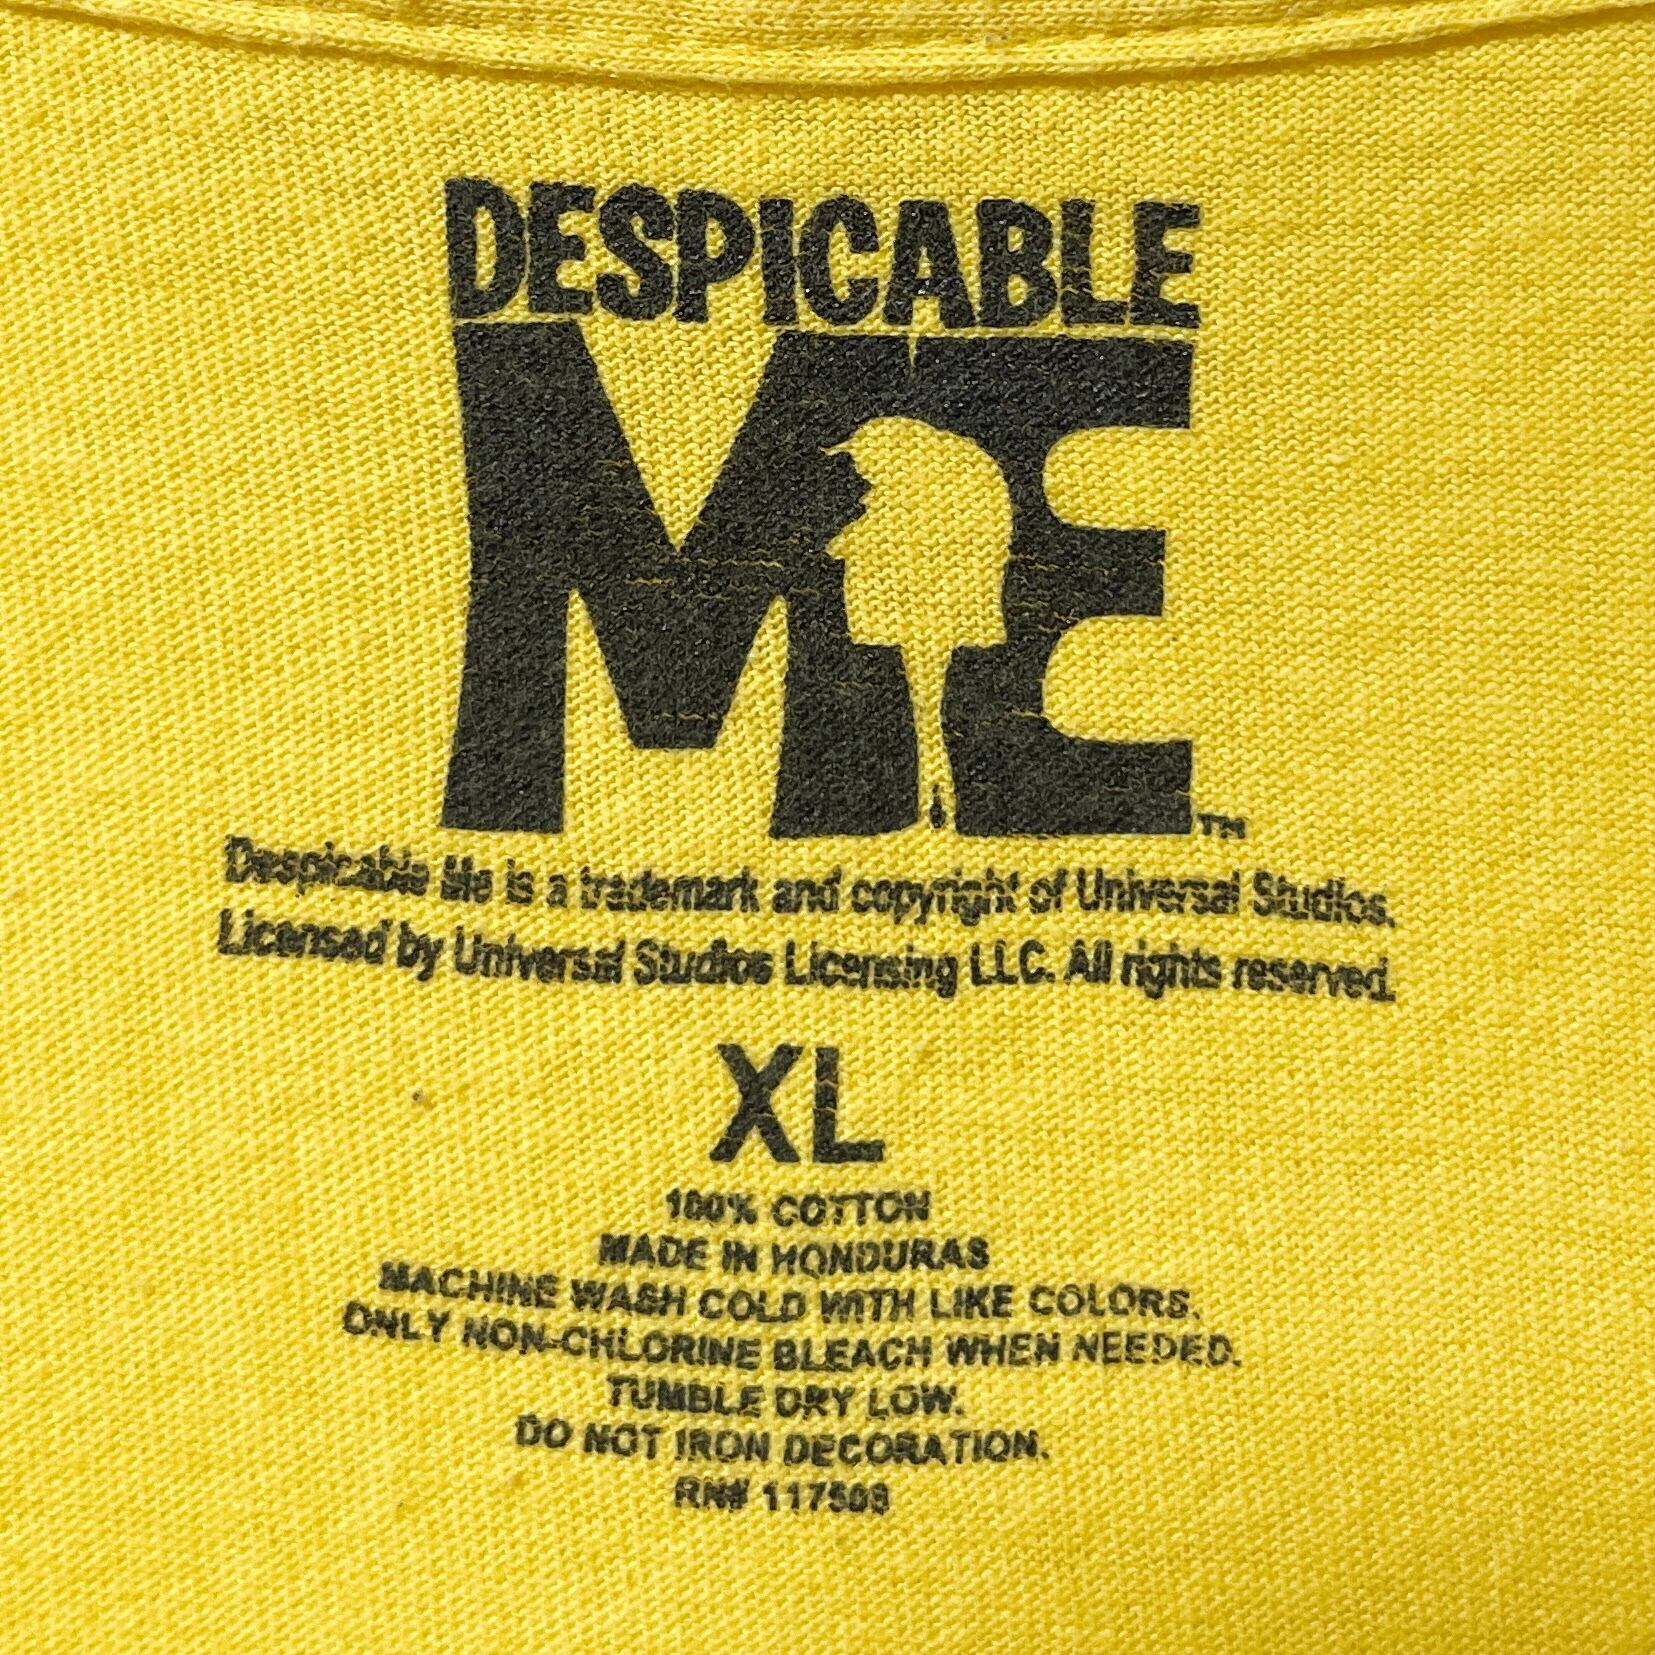 DESPICABLE
ME™
Despicable Me is a trademark and copyright of Universal Studios.
Licensed by Universal Studios Licensing LLC. All rights reserved.
XL
100% COTTON
MADE IN HONDURAS
MACHINE WASH COLD WITH LIKE COLORS.
ONLY NON-CHLORINE BLEACH WHEN NEEDED.
TUMBLE DRY LOW.
DO NOT IRON DECORATION.
RN#